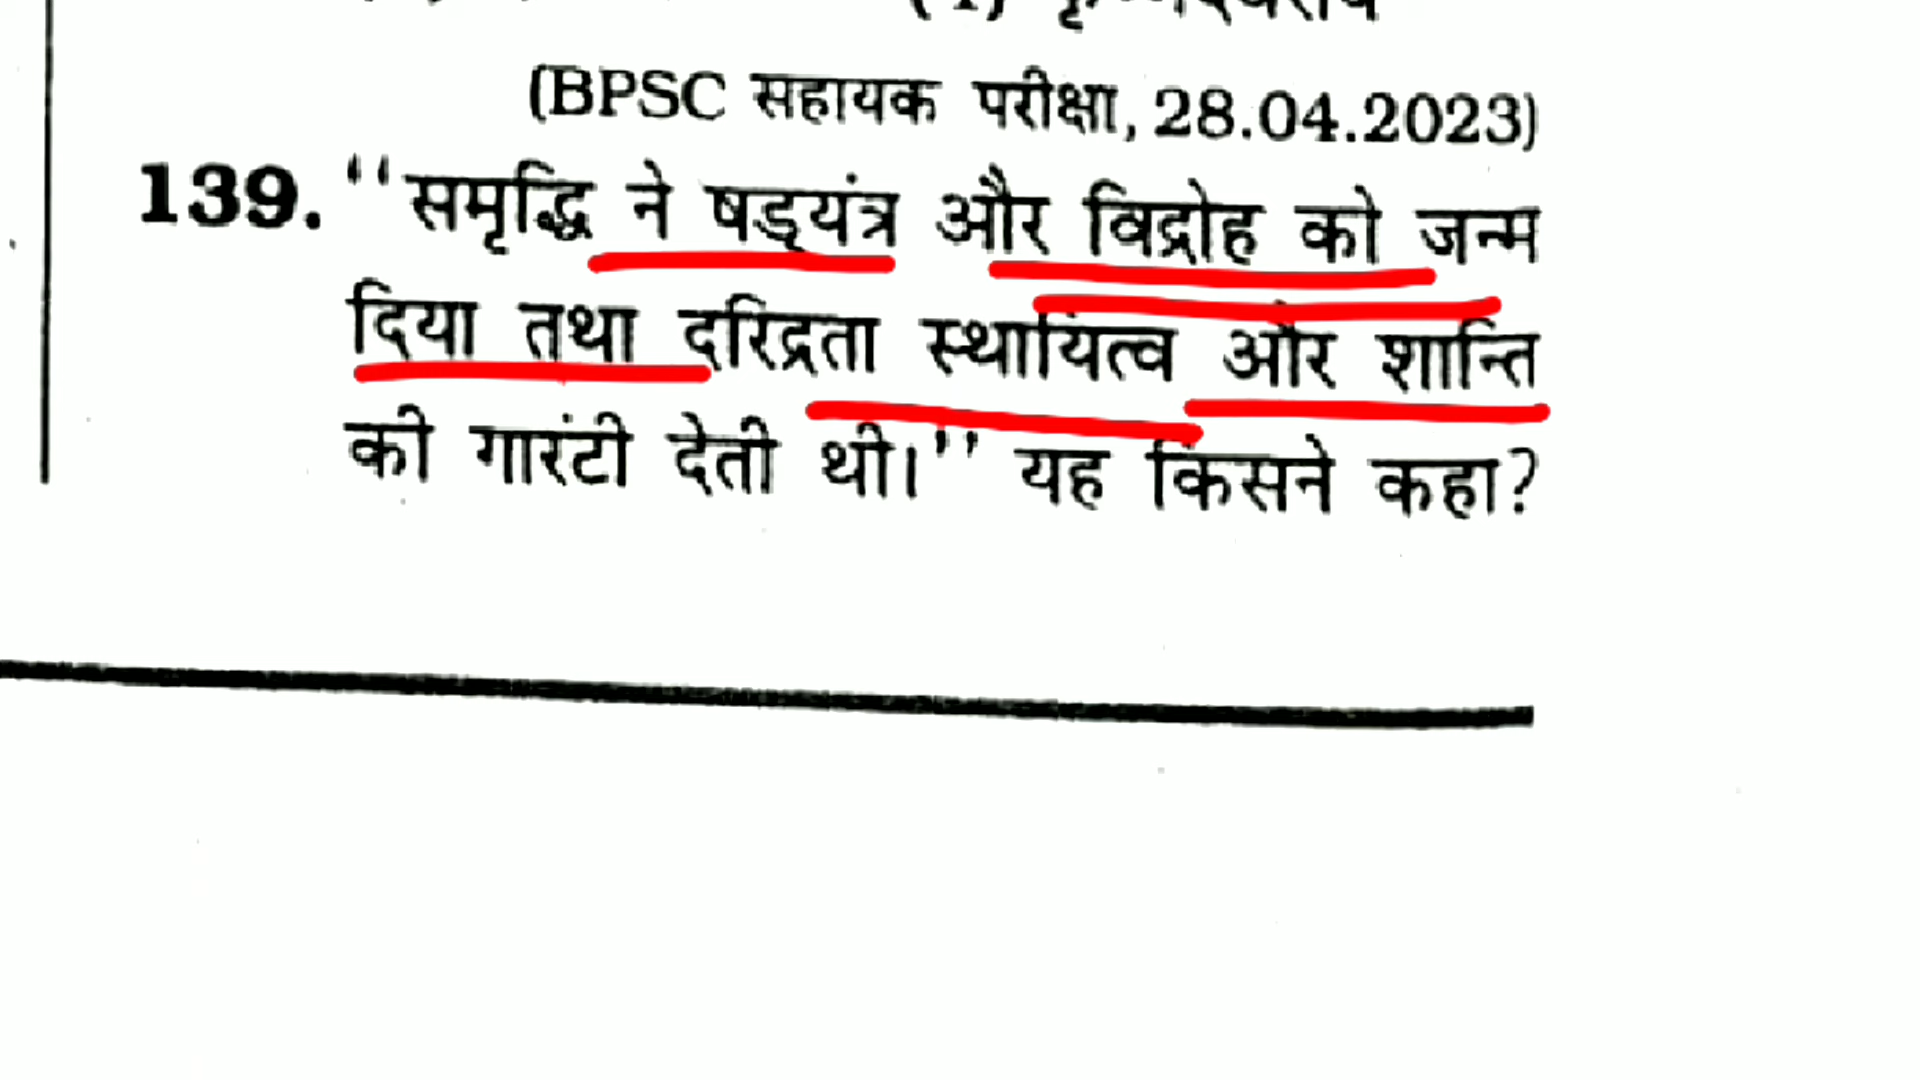 (BPSC सहायक परीक्षा, 28.04.2023)
139. ‘‘समृद्धि ने षड्यंत्र और विद्रोह को जन्म
दिया तथा दरिद्रता स्थायित्व और शान्ति
की गारंटी देती थी।’’ यह किसने कहा?